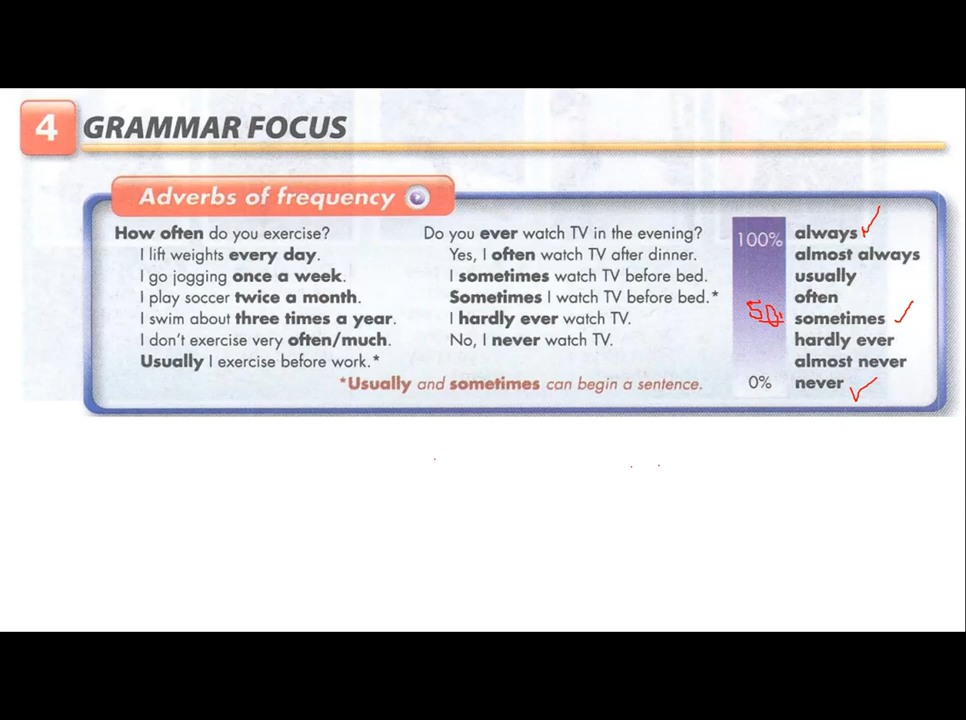 4 GRAMMAR FOCUS
Adverbs of frequency
How often do you exercise?
I lift weights every day.
I go jogging once a week.
I play soccer twice a month.
I swim about three times a year.
I don't exercise very often/much.
Usually I exercise before work.*
Do you ever watch TV in the evening?
Yes, I often watch TV after dinner.
I sometimes watch TV before bed.
Sometimes I watch TV before bed.*
I hardly ever watch TV.
No, I never watch TV.
*Usually and sometimes can begin a sentence.
100%
50%
0%
always
almost always
usually
often
sometimes
hardly ever
almost never
never